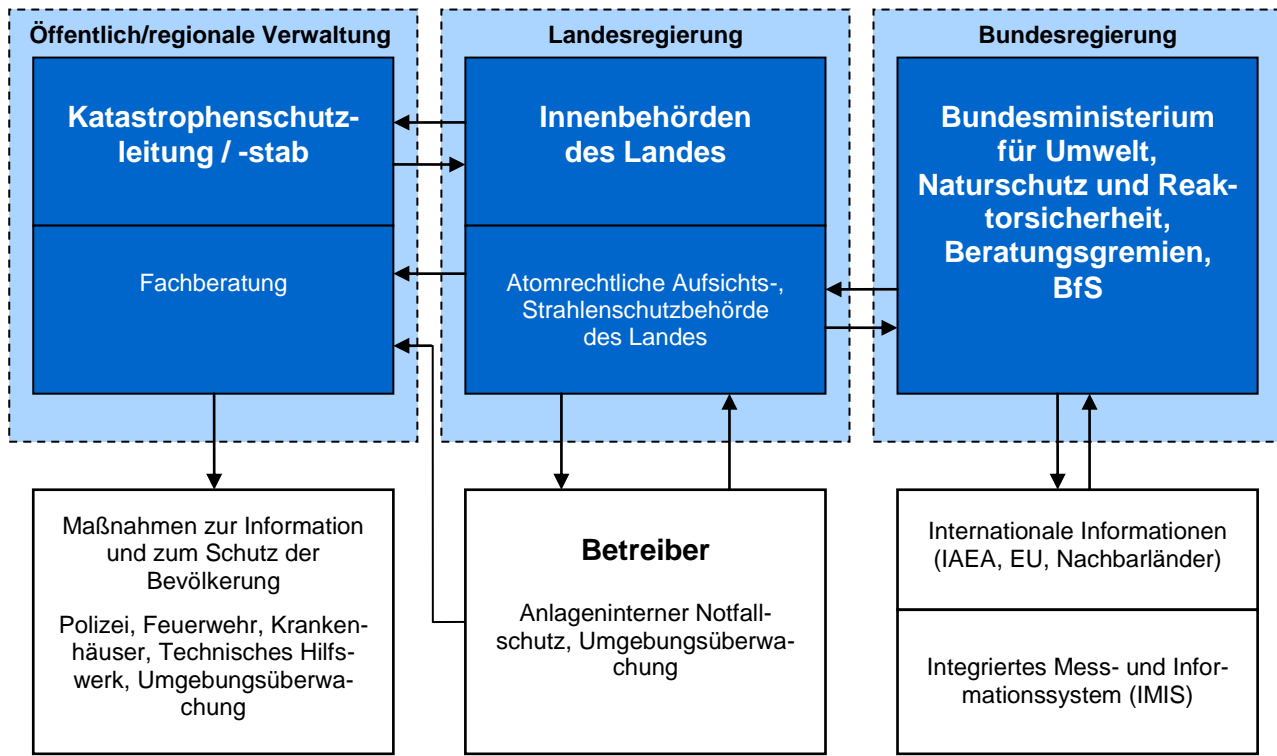 Öffentlich/regionale Verwaltung
Katastrophenschutz-
leitung / -stab
Fachberatung
Maßnahmen zur Information
und zum Schutz der
Bevölkerung
Polizei, Feuerwehr, Kranken-
häuser, Technisches Hilfs-
werk, Umgebungsüberwa-
chung
Landesregierung
Innenbehörden
des Landes
Atomrechtliche Aufsichts-,
Strahlenschutzbehörde
des Landes
Betreiber
Anlageninterner Notfall-
schutz, Umgebungsüberwa-
chung
Bundesregierung
Bundesministerium
für Umwelt,
Naturschutz und Reak-
torsicherheit,
Beratungsgremien,
BfS
Internationale Informationen
(IAEA, EU, Nachbarländer)
Integriertes Mess- und Infor-
mationssystem (IMIS)